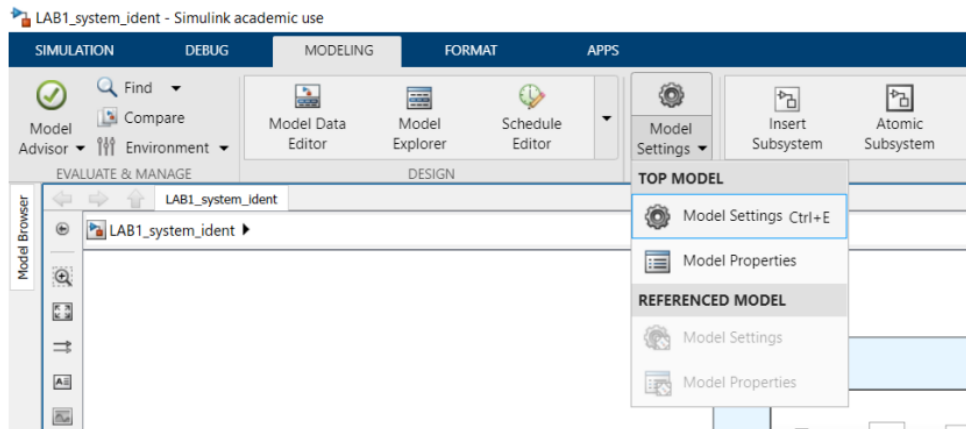 LAB1_system_ident - Simulink academic use
SIMULATION DEBUG MODELING FORMAT APPS
Model Advisor
Find
Compare
Environment
Model Data Editor
Model Explorer
Schedule Editor
Model Settings
Insert Subsystem
Atomic Subsystem
EVALUATE & MANAGE
DESIGN
Model Browser
LAB1_system_ident
LAB1_system_ident
TOP MODEL
Model Settings Ctrl+E
Model Properties
REFERENCED MODEL
Model Settings
Model Properties